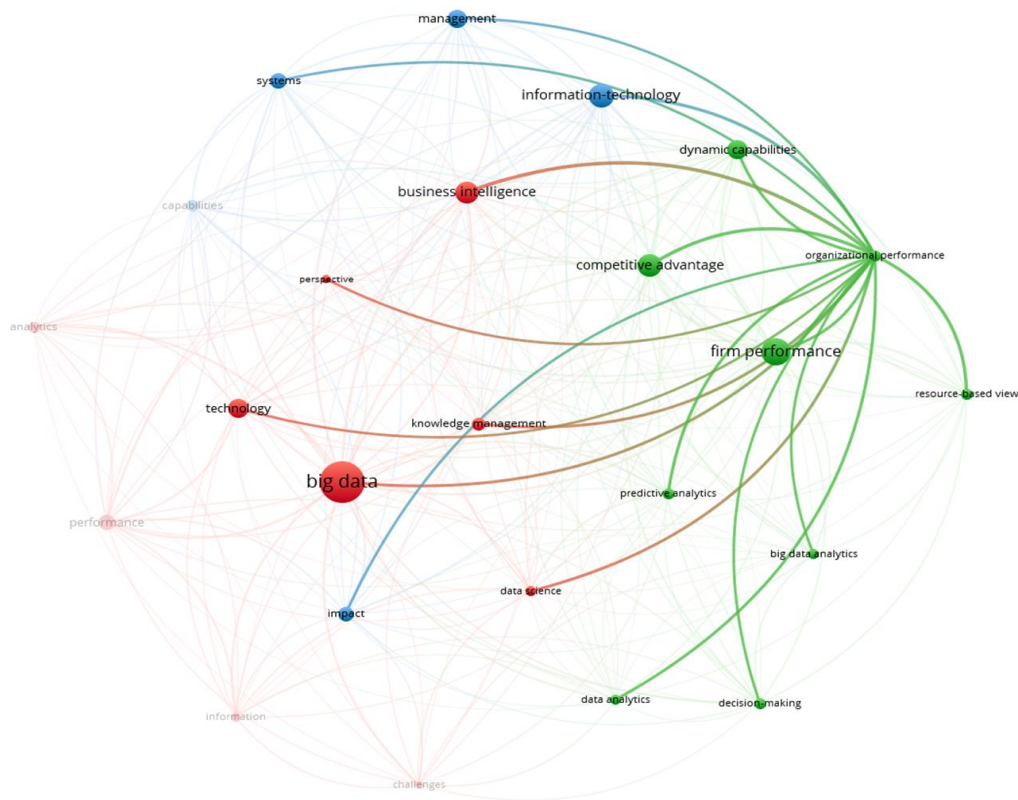 management
systems
information-technology
dynamic capabilities
business intelligence
capabilities
organizational performance
competitive advantage
perspective
analytics
firm performance
resource-based view
technology
knowledge management
big data
predictive analytics
performance
big data analytics
data science
impact
data analytics
decision-making
information
challenges